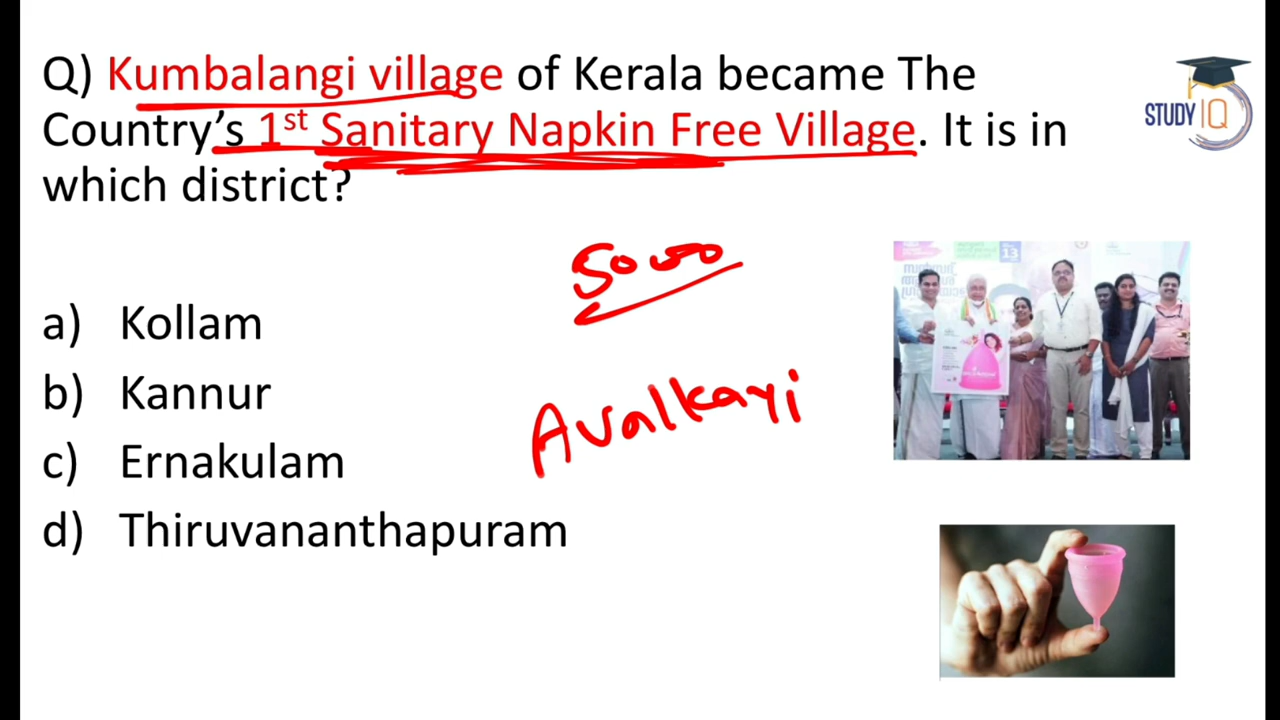 Q) Kumbalangi village of Kerala became The
Country's 1st Sanitary Napkin Free Village. It is in
which district?
STUDY IQ
5000
a) Kollam
b) Kannur
Avalkayi
c) Ernakulam
d) Thiruvananthapuram
13